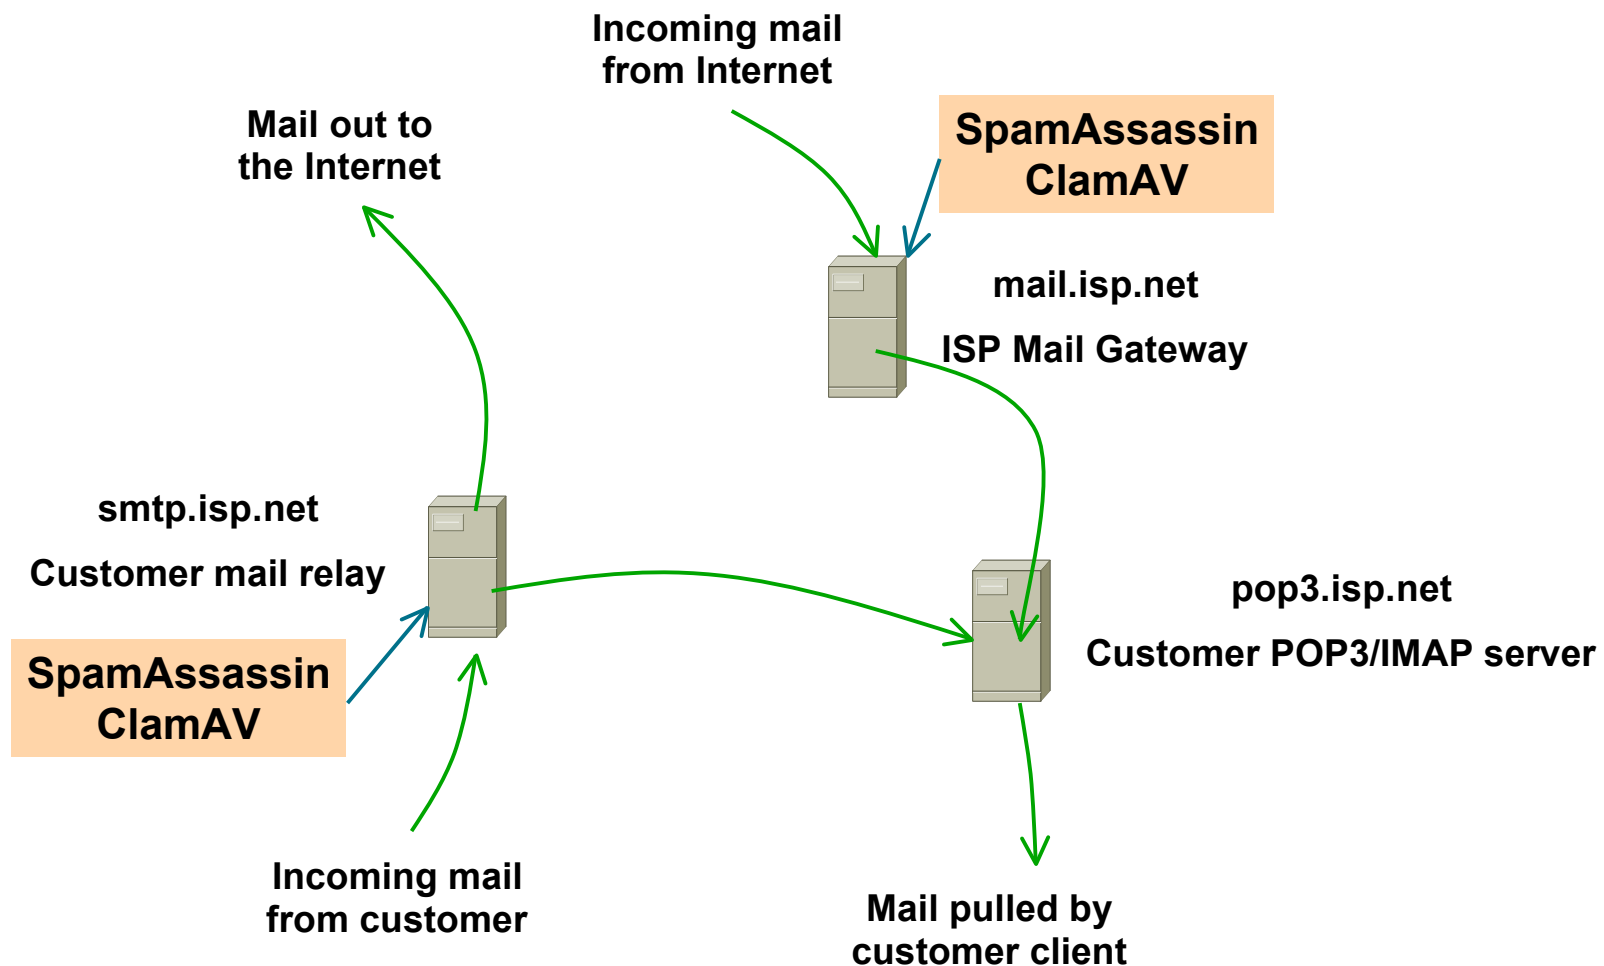 Incoming mail
from Internet
Mail out to
the Internet
SpamAssassin
ClamAV
mail.isp.net
ISP Mail Gateway
smtp.isp.net
Customer mail relay
pop3.isp.net
Customer POP3/IMAP server
SpamAssassin
ClamAV
Incoming mail
from customer
Mail pulled by
customer client